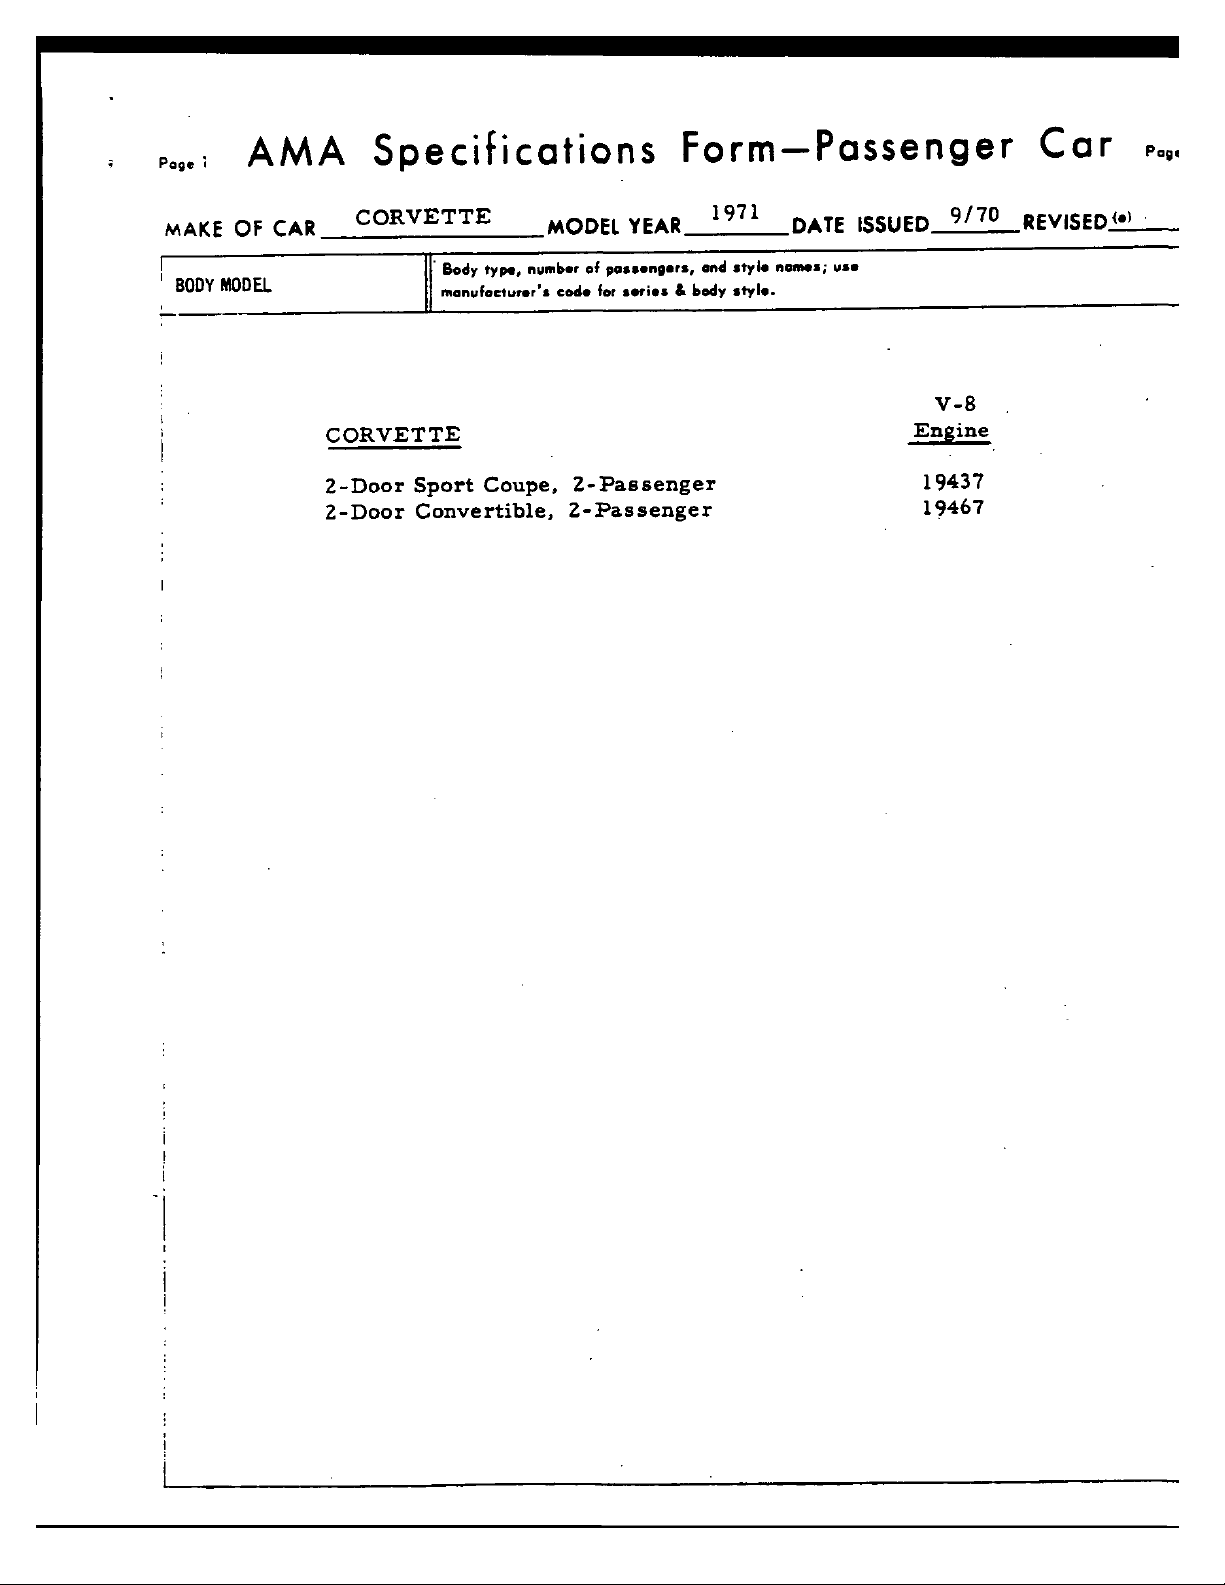 Page i AMA Specifications Form—Passenger Car
MAKE OF CAR CORVETTE MODEL YEAR 1971 DATE ISSUED 9/70 REVISED (•)
BODY MODEL
Body type, number of passengers, and style names; use
manufacturer's code for series & body style.
V-8
CORVETTE Engine
2-Door Sport Coupe, 2-Passenger 19437
2-Door Convertible, 2-Passenger 19467